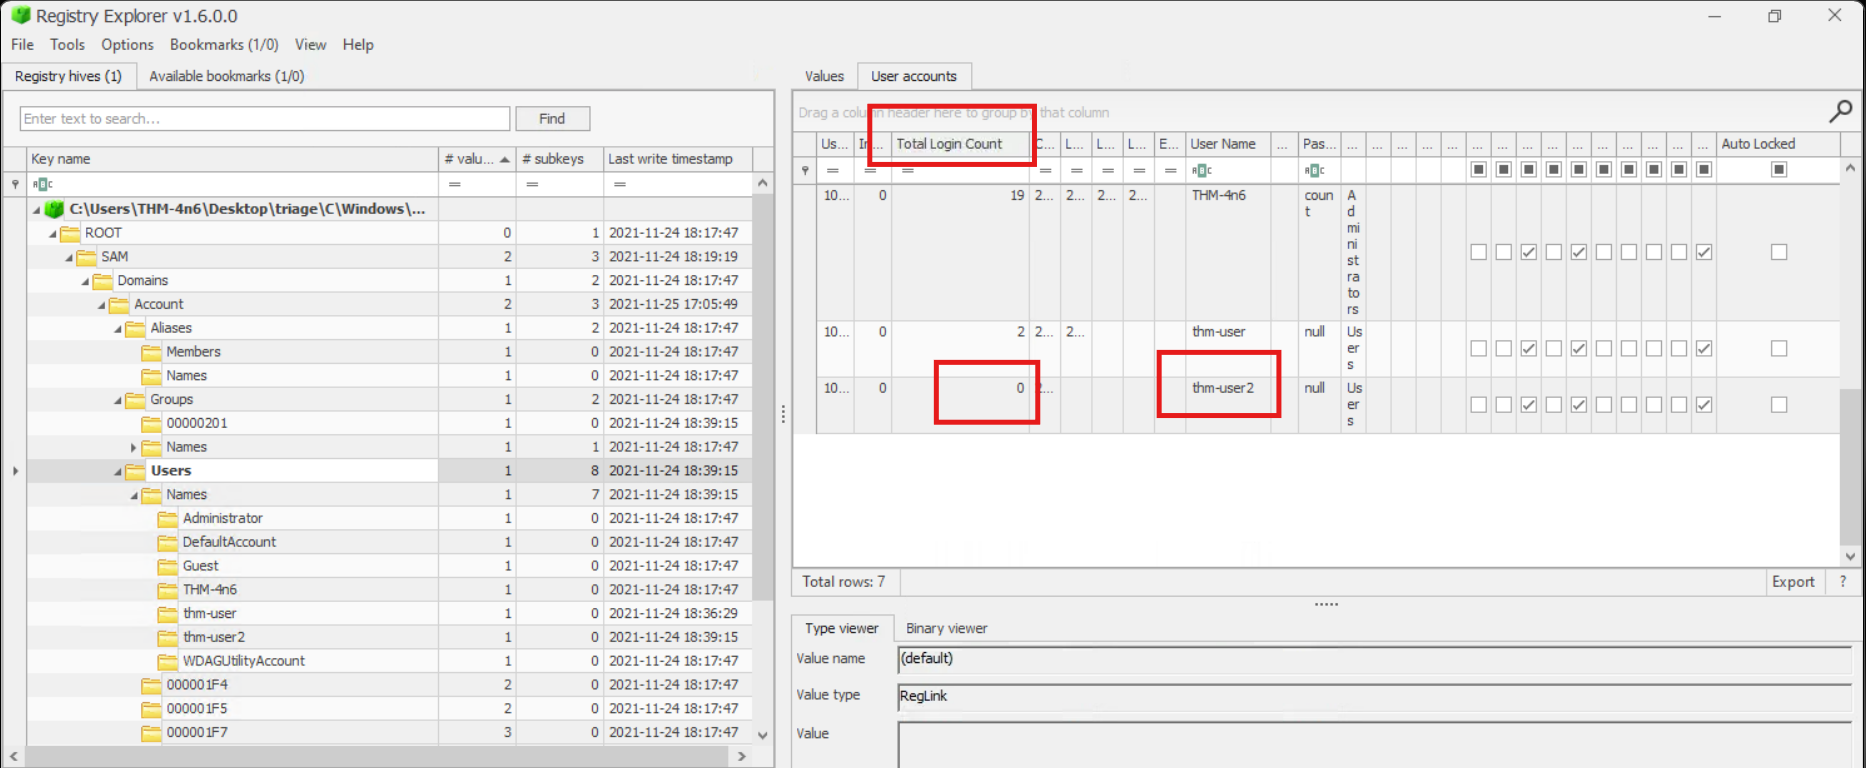 Registry Explorer v1.6.0.0
File Tools Options Bookmarks (1/0) View Help
Registry hives (1) Available bookmarks (1/0)
Enter text to search... Find
Key name # valu... # subkeys Last write timestamp
= = =
C:\Users\THM-4n6\Desktop\triage\C\Windows\...
ROOT 0 1 2021-11-24 18:17:47
SAM 2 3 2021-11-24 18:19:19
Domains 1 2 2021-11-24 18:17:47
Account 2 3 2021-11-25 17:05:49
Aliases 1 2 2021-11-24 18:17:47
Members 1 0 2021-11-24 18:17:47
Names 1 0 2021-11-24 18:17:47
Groups 1 2 2021-11-24 18:17:47
00000201 1 0 2021-11-24 18:39:15
Names 1 1 2021-11-24 18:17:47
Users 1 8 2021-11-24 18:39:15
Names 1 7 2021-11-24 18:39:15
Administrator 1 0 2021-11-24 18:17:47
DefaultAccount 1 0 2021-11-24 18:17:47
Guest 1 0 2021-11-24 18:17:47
THM-4n6 1 0 2021-11-24 18:17:47
thm-user 1 0 2021-11-24 18:36:29
thm-user2 1 0 2021-11-24 18:39:15
WDAGUtilityAccount 1 0 2021-11-24 18:17:47
000001F4 2 0 2021-11-24 18:17:47
000001F5 2 0 2021-11-24 18:17:47
000001F7 3 0 2021-11-24 18:17:47
Values User accounts
Drag a column header here to group by that column
Us... In... Total Login Count C... L... L... L... E... User Name ... Pas... ... ... ... ... ... ... ... ... ... ... ... ... ... ... ... Auto Locked
= = = = = = = =
10... 0 19 2... 2... 2... 2... THM-4n6 coun A
t d
mi
ni
st
ra
to
rs
10... 0 2 2... 2... thm-user null Us
er
s
10... 0 0 2... thm-user2 null Us
er
s
Total rows: 7 Export ?
Type viewer Binary viewer
Value name (default)
Value type RegLink
Value